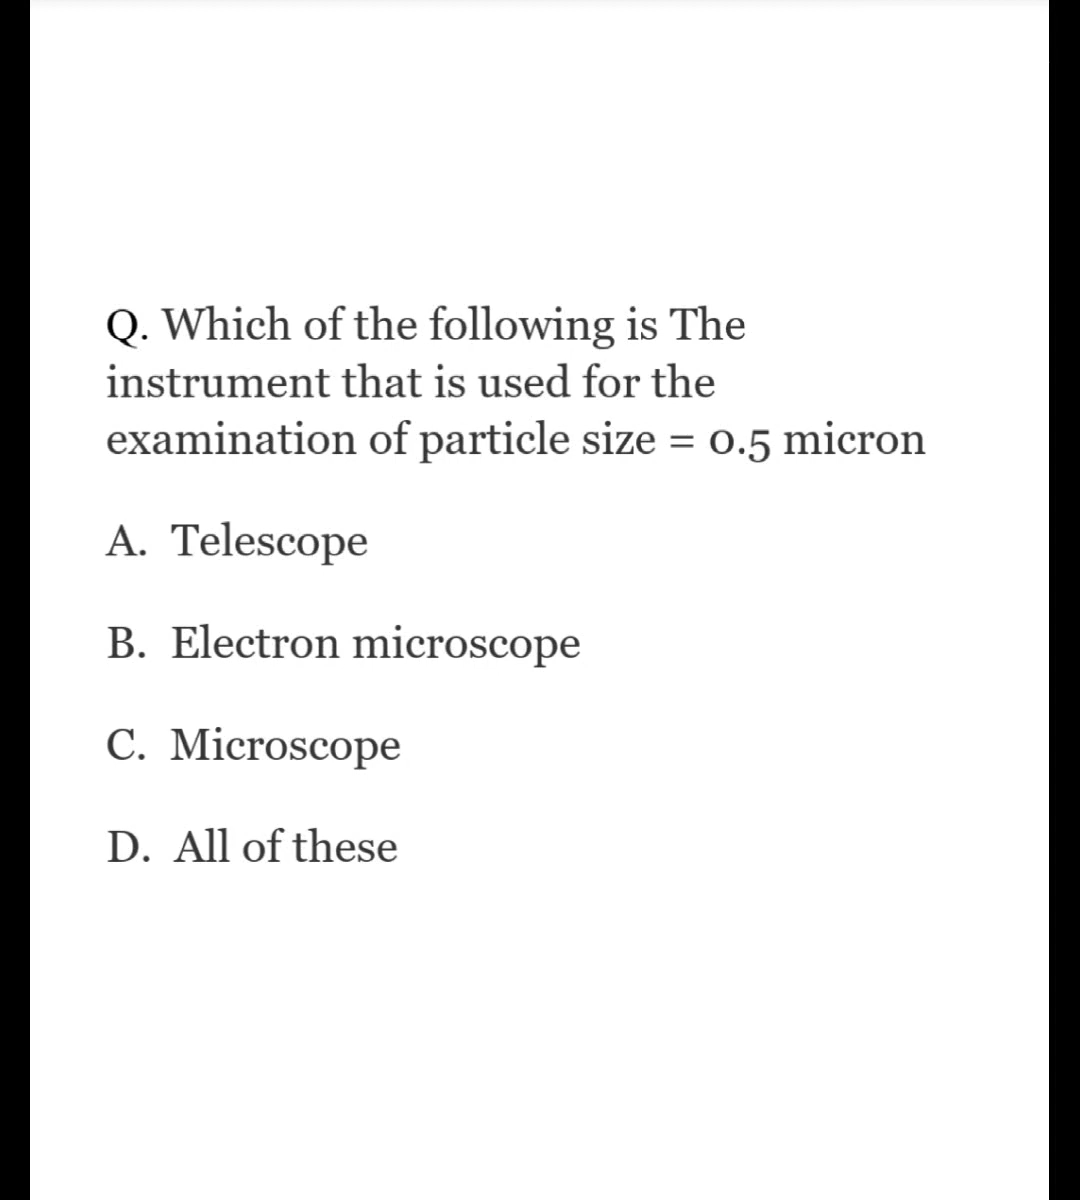 Q. Which of the following is The
instrument that is used for the
examination of particle size = 0.5 micron
A. Telescope
B. Electron microscope
C. Microscope
D. All of these